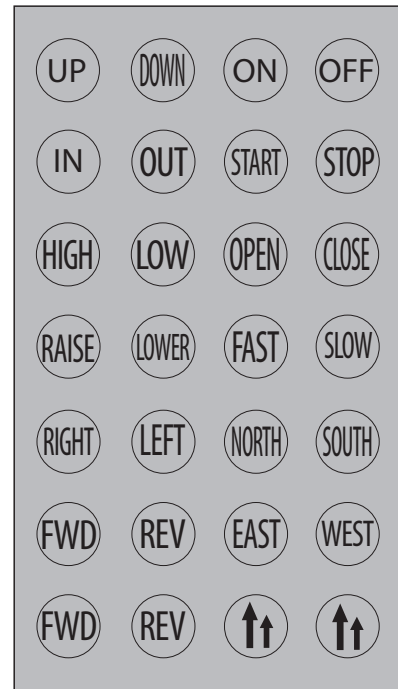 UP DOWN ON OFF
IN OUT START STOP
HIGH LOW OPEN CLOSE
RAISE LOWER FAST SLOW
RIGHT LEFT NORTH SOUTH
FWD REV EAST WEST
FWD REV